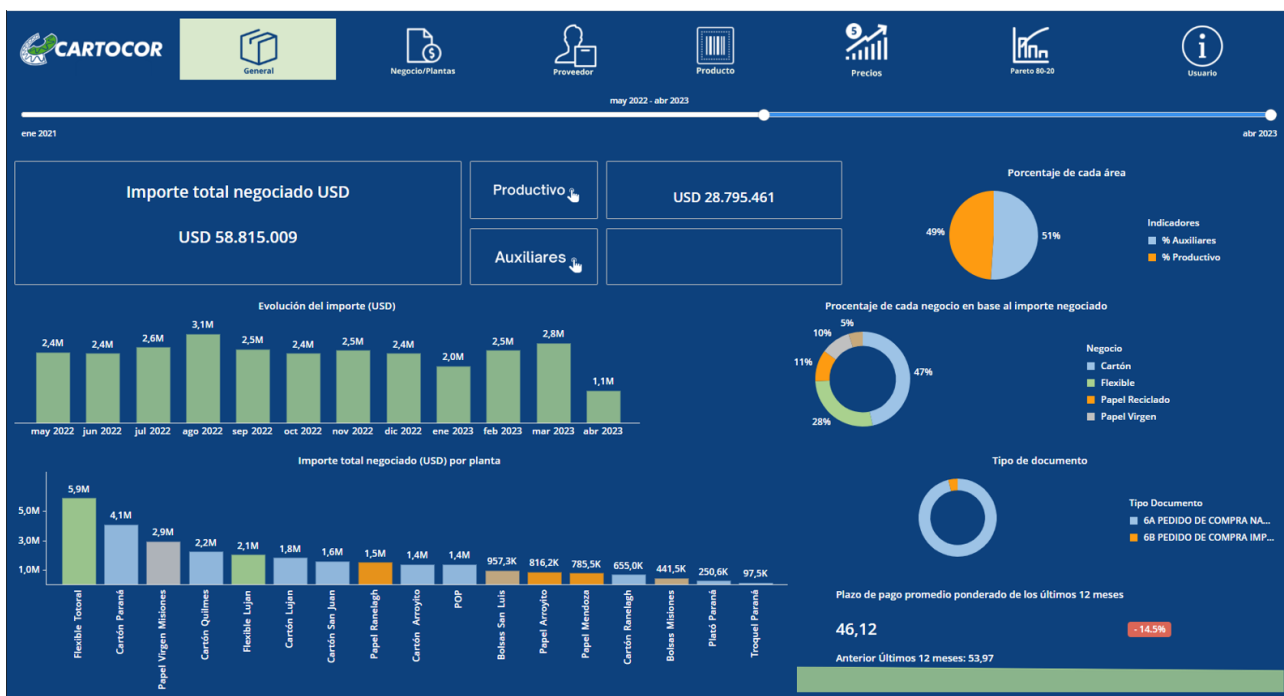 CARTOCOR
General
Negocio/Plantas
Proveedor
Producto
5
Precios
Pareto 80-20
i
Usuario
may 2022 - abr 2023
ene 2021
abr 2023
Importe total negociado USD
USD 58.815.009
Productivo
USD 28.795.461
Auxiliares
Porcentaje de cada área
49%
51%
Indicadores
% Auxiliares
% Productivo
Evolución del importe (USD)
2,4M 2,4M 2,6M 3,1M 2,5M 2,4M 2,5M 2,4M 2,0M 2,5M 2,8M 1,1M
may 2022 jun 2022 jul 2022 ago 2022 sep 2022 oct 2022 nov 2022 dic 2022 ene 2023 feb 2023 mar 2023 abr 2023
Procentaje de cada negocio en base al importe negociado
5%
10%
11%
47%
28%
Negocio
Cartón
Flexible
Papel Reciclado
Papel Virgen
Importe total negociado (USD) por planta
5,0M
3,0M
1,0M
5,9M 4,1M 2,9M 2,2M 2,1M 1,8M 1,6M 1,5M 1,4M 1,4M 957,3K 816,2K 785,5K 655,0K 441,5K 250,6K 97,5K
Flexible Totoral
Cartón Paraná
Papel Virgen Misiones
Cartón Quilmes
Flexible Lujan
Cartón Lujan
Cartón San Juan
Papel Ranelagh
Cartón Arroyito
POP
Bolsas San Luis
Papel Arroyito
Papel Mendoza
Cartón Ranelagh
Bolsas Misiones
Plató Paraná
Troquel Paraná
Tipo de documento
Tipo Documento
6A PEDIDO DE COMPRA NA...
6B PEDIDO DE COMPRA IMP...
Plazo de pago promedio ponderado de los últimos 12 meses
46,12
- 14.5%
Anterior Últimos 12 meses: 53,97